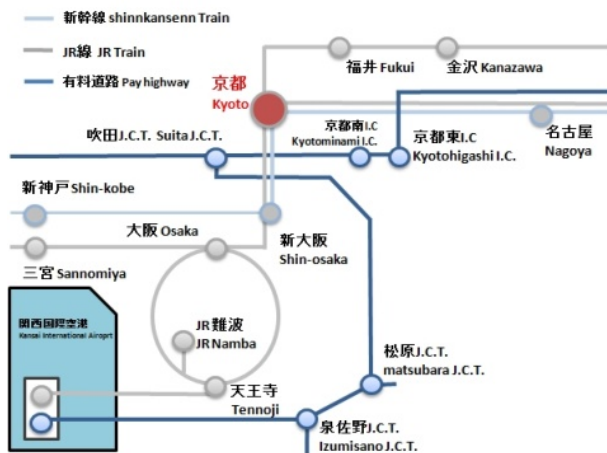 新幹線 shinnkansenn Train
JR線 JR Train
有料道路 Pay highway
福井 Fukui
金沢 Kanazawa
京都
Kyoto
吹田J.C.T. Suita J.C.T.
京都南I.C
Kyotominami I.C.
京都東I.C
Kyotohigashi I.C.
名古屋
Nagoya
新神戸 Shin-kobe
大阪 Osaka
新大阪
Shin-osaka
三宮 Sannomiya
関西国際空港
Kansai International Airoprt
JR難波
JR Namba
松原J.C.T.
matsubara J.C.T.
天王寺
Tennoji
泉佐野J.C.T.
Izumisano J.C.T.